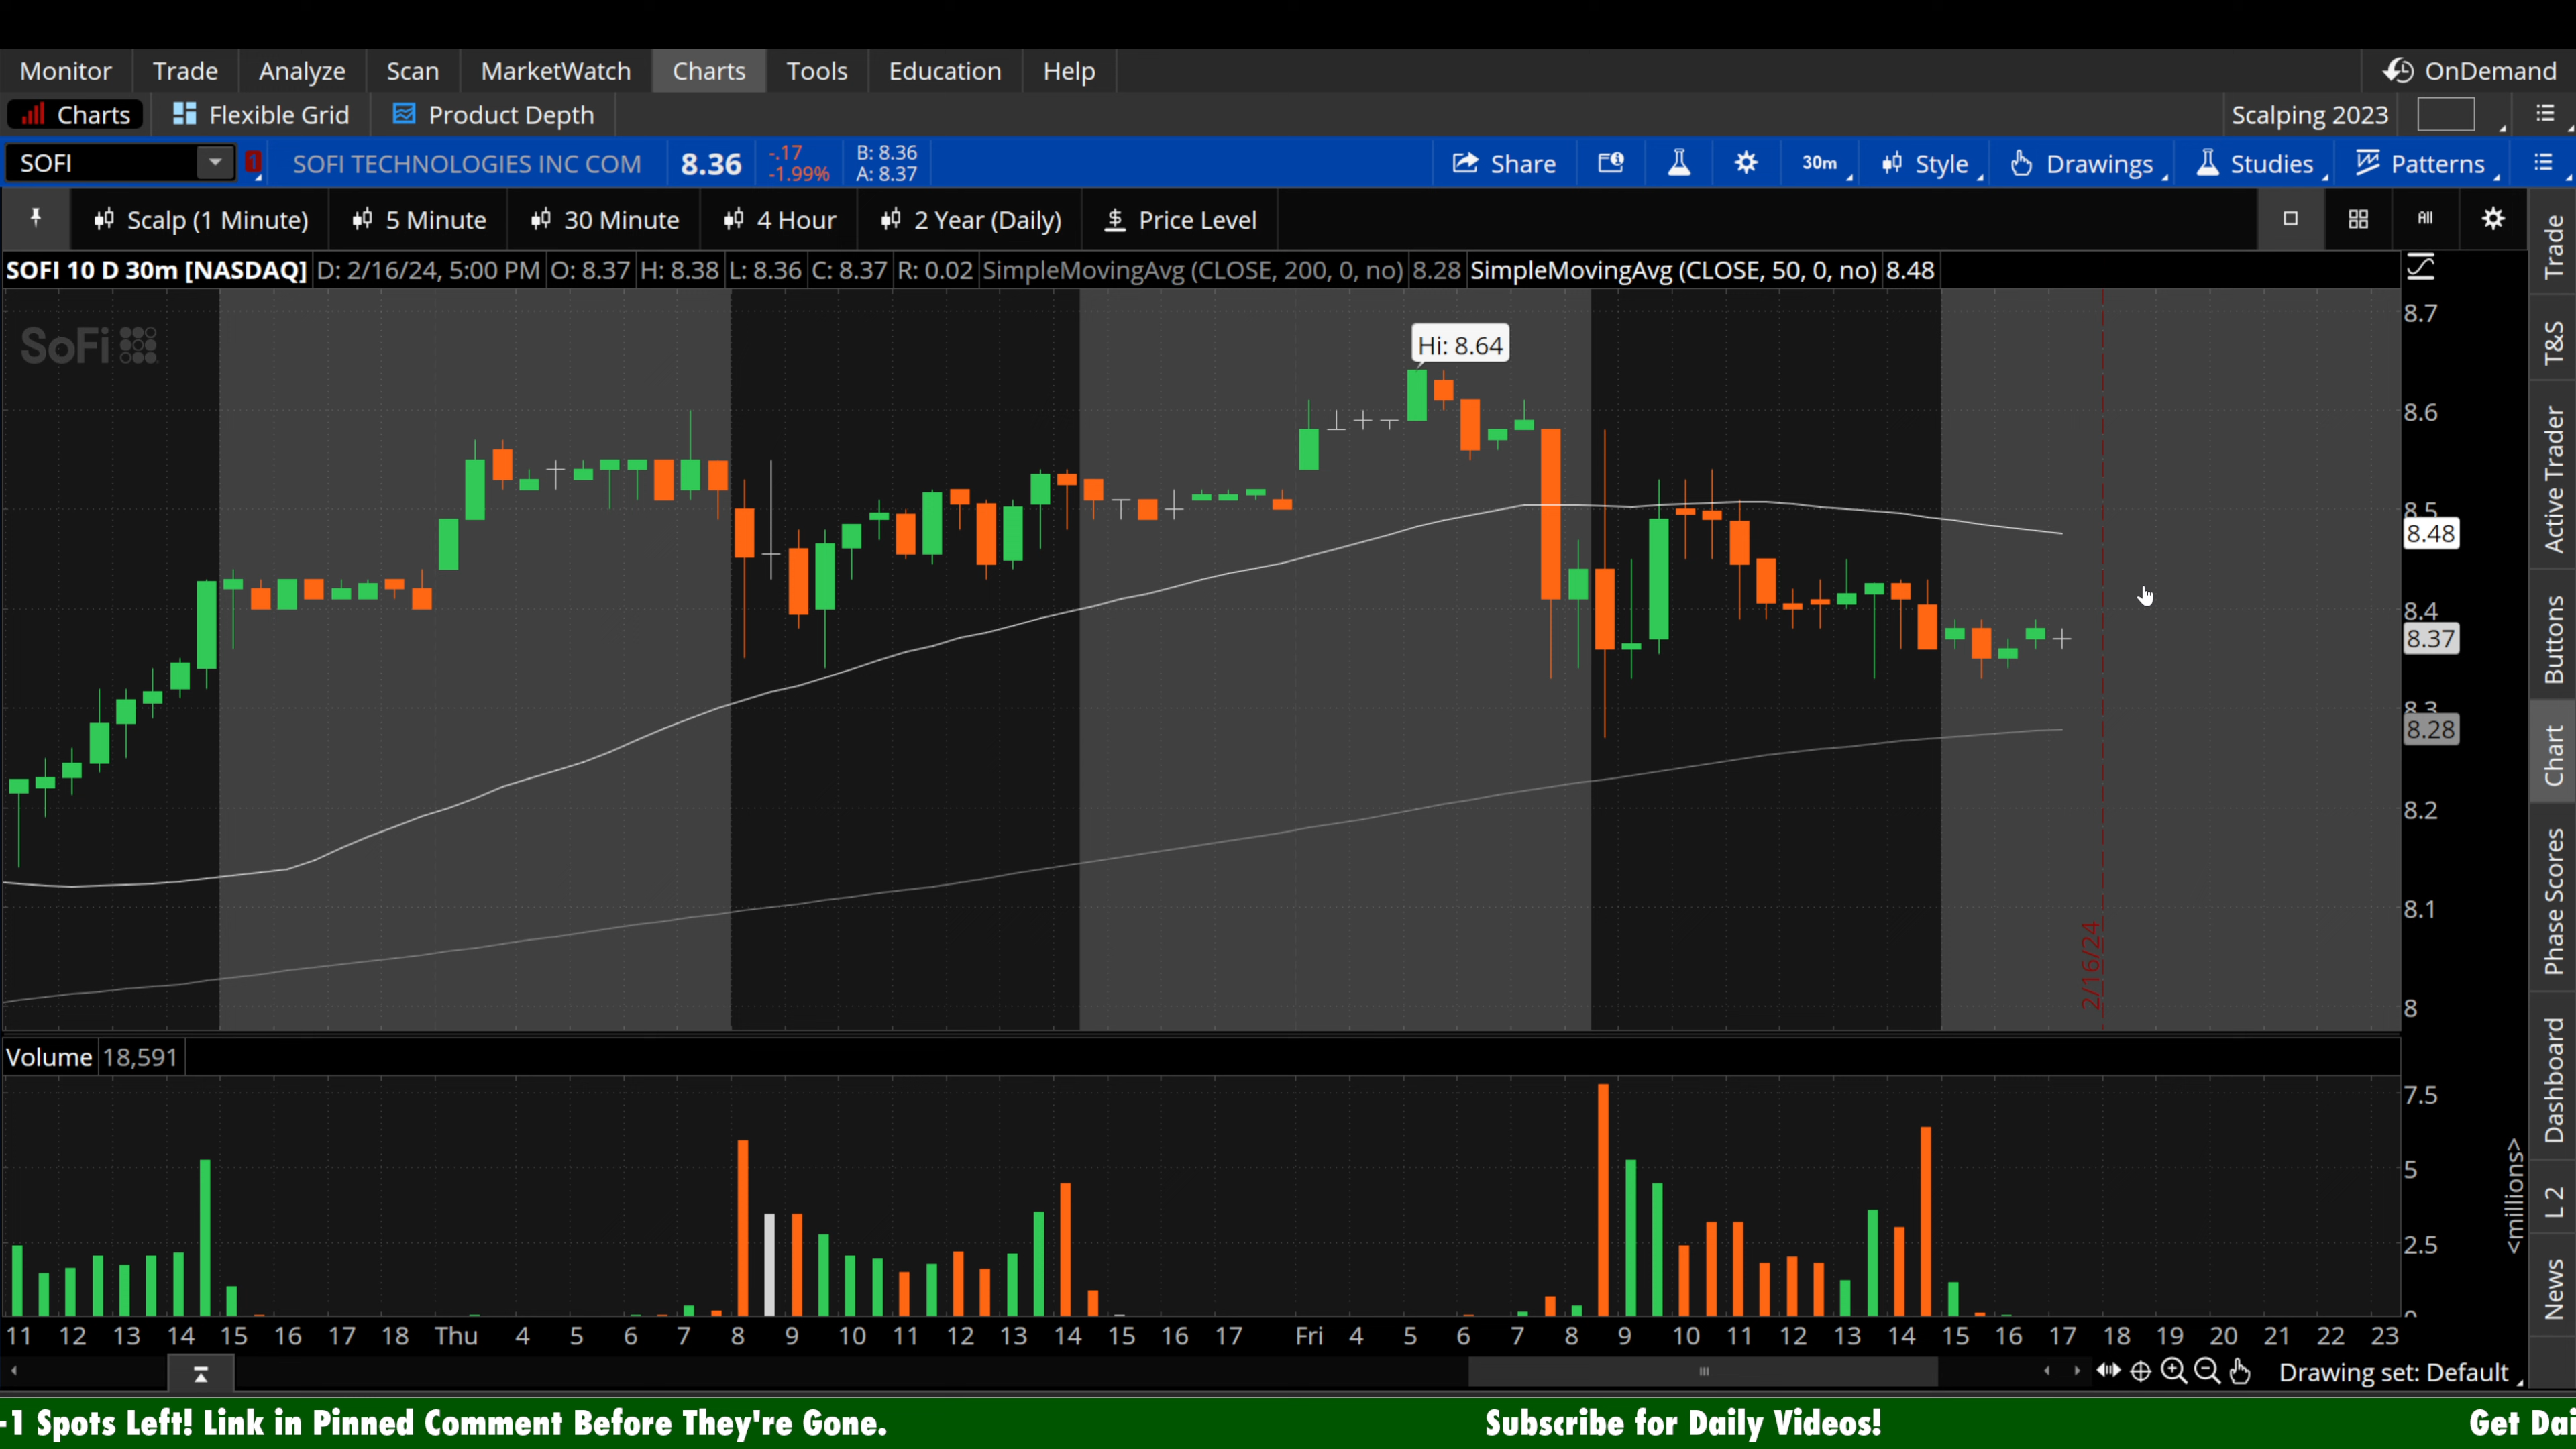 Monitor Trade Analyze Scan MarketWatch Charts Tools Education Help OnDemand
Charts Flexible Grid Product Depth Scalping 2023
SOFI 1 SOFI TECHNOLOGIES INC COM 8.36 -.17 -1.99% B: 8.36 A: 8.37 Share 30m Style Drawings Studies Patterns
Scalp (1 Minute) 5 Minute 30 Minute 4 Hour 2 Year (Daily) $ Price Level All
SOFI 10 D 30m [NASDAQ] D: 2/16/24, 5:00 PM O: 8.37 H: 8.38 L: 8.36 C: 8.37 R: 0.02 SimpleMovingAvg (CLOSE, 200, 0, no) 8.28 SimpleMovingAvg (CLOSE, 50, 0, no) 8.48
SoFi
Hi: 8.64
8.7
8.6
8.5
8.48
8.4
8.37
8.3
8.28
8.2
8.1
8
2/16/24
Volume 18,591
7.5
5
2.5
0
<millions>
11 12 13 14 15 16 17 18 Thu 4 5 6 7 8 9 10 11 12 13 14 15 16 17 Fri 4 5 6 7 8 9 10 11 12 13 14 15 16 17 18 19 20 21 22 23
Drawing set: Default
Trade
T&S
Active Trader
Buttons
Chart
Phase Scores
Dashboard
L 2
News
-1 Spots Left! Link in Pinned Comment Before They're Gone. Subscribe for Daily Videos! Get Dai